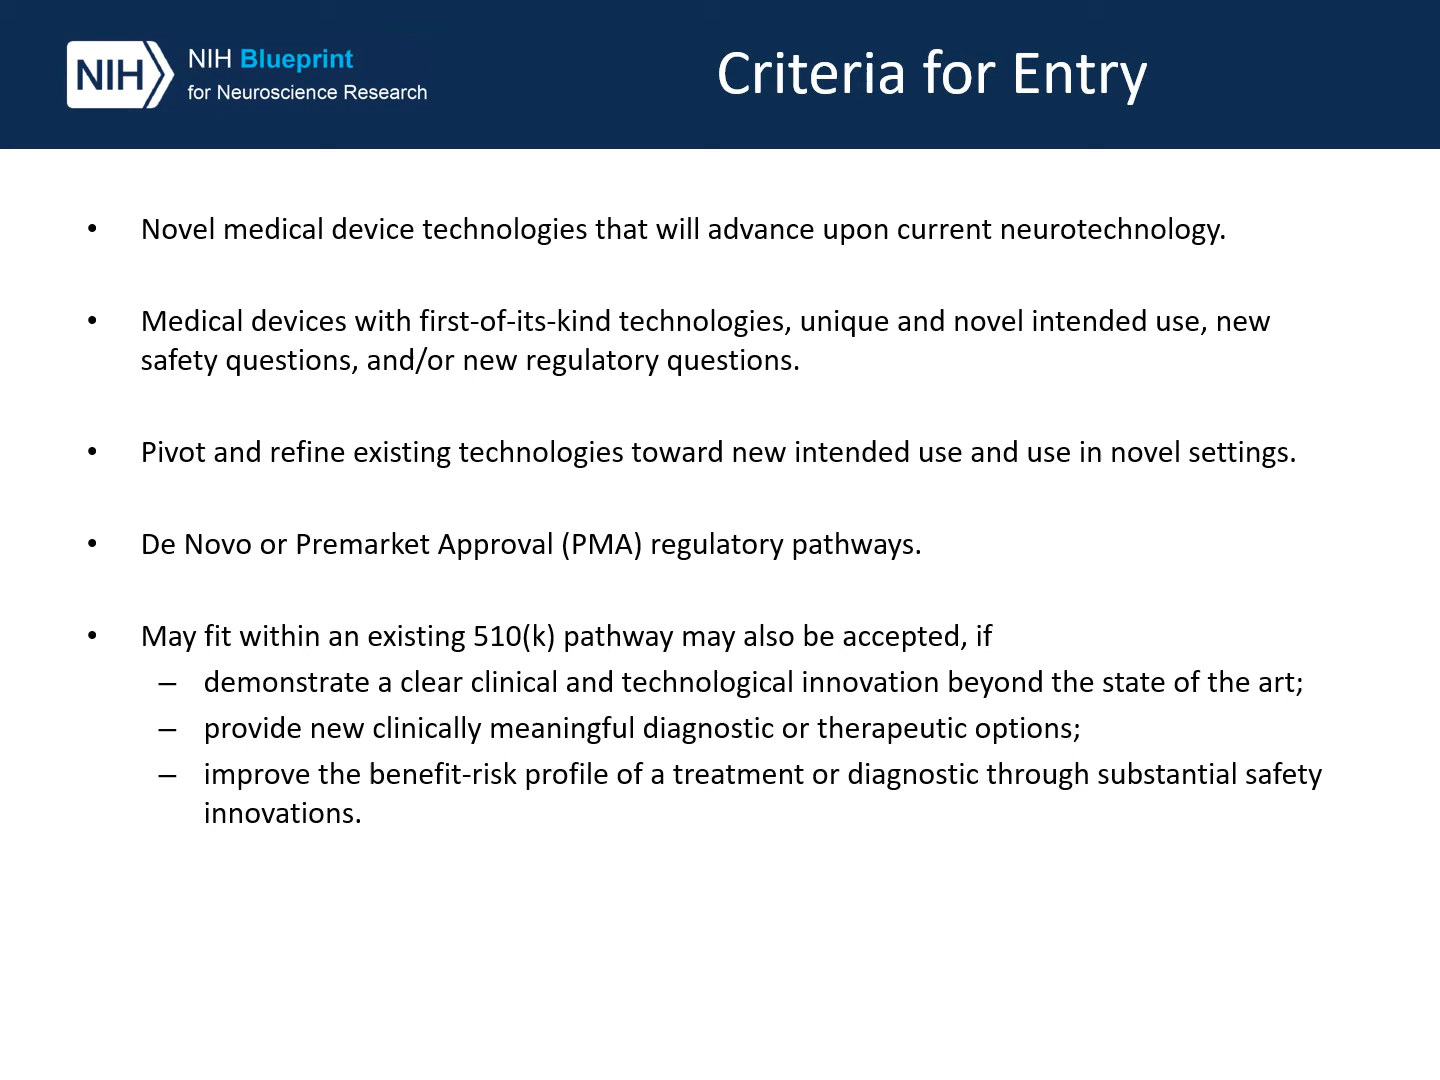 NIH
NIH Blueprint
for Neuroscience Research
Criteria for Entry
• Novel medical device technologies that will advance upon current neurotechnology.
• Medical devices with first-of-its-kind technologies, unique and novel intended use, new
safety questions, and/or new regulatory questions.
• Pivot and refine existing technologies toward new intended use and use in novel settings.
• De Novo or Premarket Approval (PMA) regulatory pathways.
• May fit within an existing 510(k) pathway may also be accepted, if
– demonstrate a clear clinical and technological innovation beyond the state of the art;
– provide new clinically meaningful diagnostic or therapeutic options;
– improve the benefit-risk profile of a treatment or diagnostic through substantial safety
innovations.